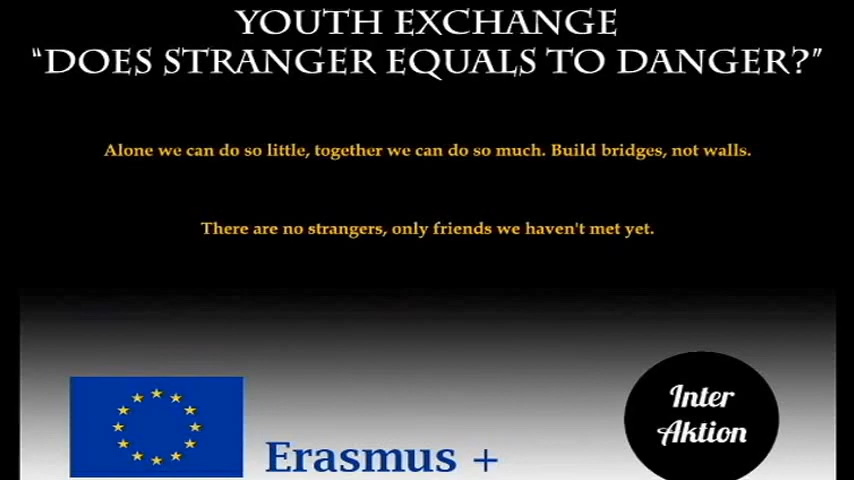 YOUTH EXCHANGE
“DOES STRANGER EQUALS TO DANGER?”
Alone we can do so little, together we can do so much. Build bridges, not walls.
There are no strangers, only friends we haven't met yet.
Inter
Aktion
Erasmus +